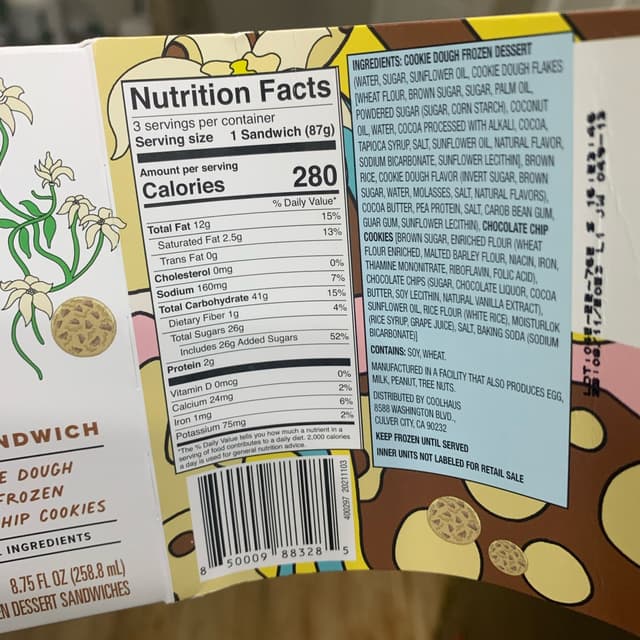 NDWICH
E DOUGH
FROZEN
HIP COOKIES
INGREDIENTS
8.75 FL OZ (258.8 mL)
N DESSERT SANDWICHES
Nutrition Facts
3 servings per container
Serving size 1 Sandwich (87g)
Amount per serving
Calories 280
% Daily Value*
Total Fat 12g 15%
Saturated Fat 2.5g 13%
Trans Fat 0g
Cholesterol 0mg 0%
Sodium 160mg 7%
Total Carbohydrate 41g 15%
Dietary Fiber 1g 4%
Total Sugars 26g
Includes 26g Added Sugars 52%
Protein 2g
Vitamin D 0mcg 0%
Calcium 24mg 2%
Iron 1mg 6%
Potassium 75mg 2%
*The % Daily Value tells you how much a nutrient in a
serving of food contributes to a daily diet. 2,000 calories
a day is used for general nutrition advice.
8 50009 88328 5
400297 20211103
INGREDIENTS: COOKIE DOUGH FROZEN DESSERT
(WATER, SUGAR, SUNFLOWER OIL, COOKIE DOUGH FLAKES
[WHEAT FLOUR, BROWN SUGAR, SUGAR, PALM OIL,
POWDERED SUGAR (SUGAR, CORN STARCH), COCONUT
OIL, WATER, COCOA PROCESSED WITH ALKALI, COCOA,
TAPIOCA SYRUP, SALT, SUNFLOWER OIL, NATURAL FLAVOR,
SODIUM BICARBONATE, SUNFLOWER LECITHIN], BROWN
RICE, COOKIE DOUGH FLAVOR (INVERT SUGAR, BROWN
SUGAR, WATER, MOLASSES, SALT, NATURAL FLAVORS),
COCOA BUTTER, PEA PROTEIN, SALT, CAROB BEAN GUM,
GUAR GUM, SUNFLOWER LECITHIN), CHOCOLATE CHIP
COOKIES [BROWN SUGAR, ENRICHED FLOUR (WHEAT
FLOUR ENRICHED, MALTED BARLEY FLOUR, NIACIN, IRON,
THIAMINE MONONITRATE, RIBOFLAVIN, FOLIC ACID),
CHOCOLATE CHIPS (SUGAR, CHOCOLATE LIQUOR, COCOA
BUTTER, SOY LECITHIN, NATURAL VANILLA EXTRACT),
SUNFLOWER OIL, RICE FLOUR (WHITE RICE), MOISTURLOK
(RICE SYRUP, GRAPE JUICE), SALT, BAKING SODA (SODIUM
BICARBONATE)]
CONTAINS: SOY, WHEAT.
MANUFACTURED IN A FACILITY THAT ALSO PRODUCES EGG,
MILK, PEANUT, TREE NUTS.
DISTRIBUTED BY COOLHAUS
8588 WASHINGTON BLVD.,
CULVER CITY, CA 90232
KEEP FROZEN UNTIL SERVED
INNER UNITS NOT LABELED FOR RETAIL SALE